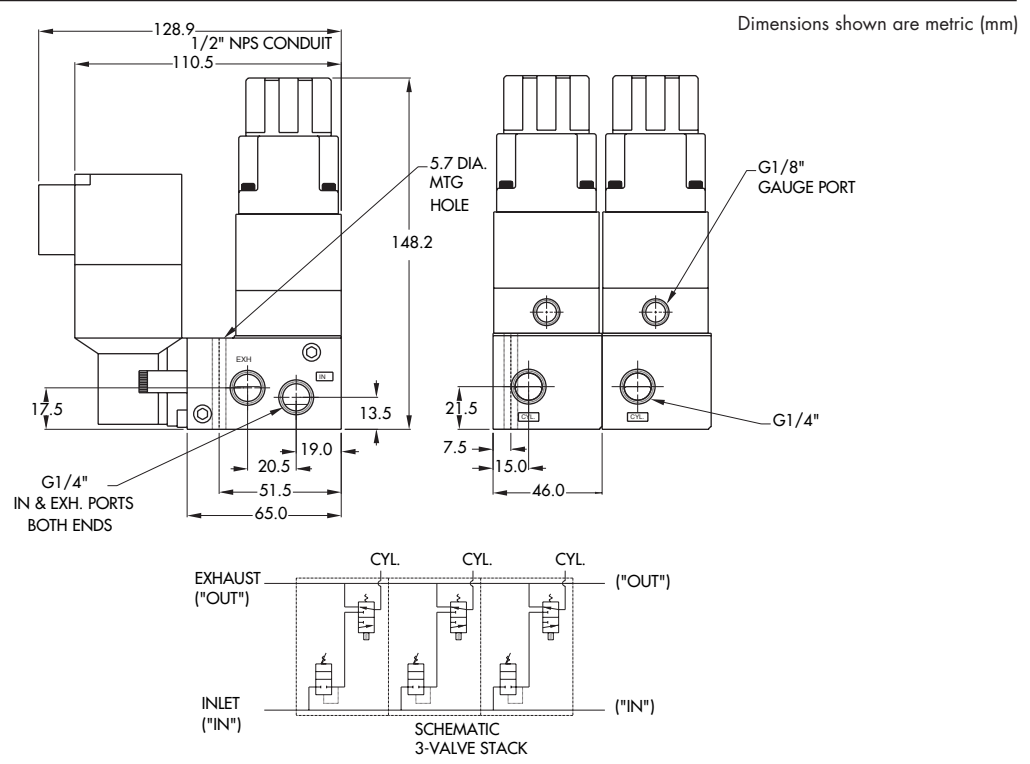 Dimensions shown are metric (mm)
128.9
1/2" NPS CONDUIT
110.5
5.7 DIA.
MTG
HOLE
148.2
G1/8"
GAUGE PORT
EXH
IN
17.5
13.5
19.0
20.5
51.5
65.0
G1/4"
IN & EXH. PORTS
BOTH ENDS
21.5
CYL.
CYL.
G1/4"
7.5
15.0
46.0
CYL.
CYL.
CYL.
EXHAUST
("OUT")
("OUT")
INLET
("IN")
("IN")
SCHEMATIC
3-VALVE STACK